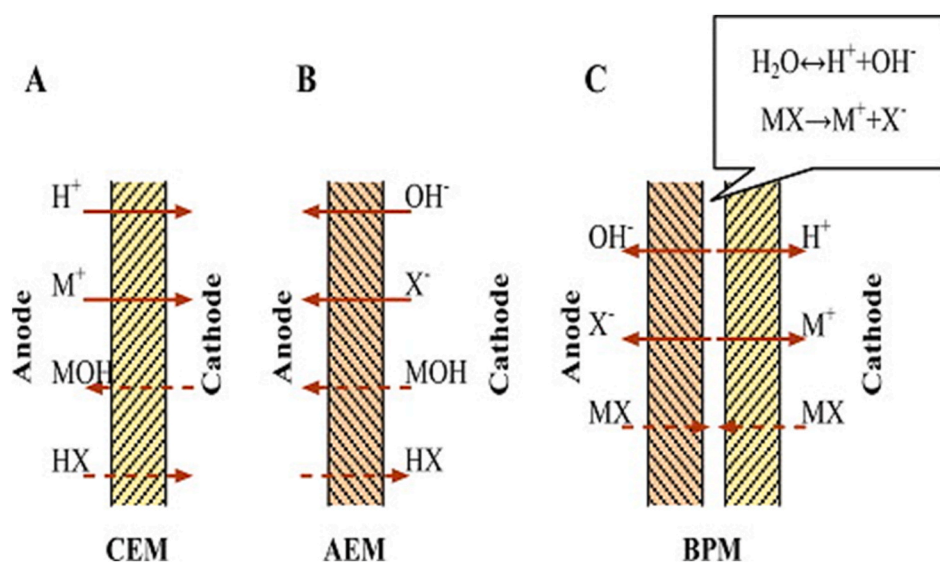 A
B
C
H₂O↔H⁺+OH⁻
MX→M⁺+X⁻
H⁺
M⁺
MOH
HX
Anode
Cathode
CEM
OH⁻
X⁻
MOH
HX
Anode
Cathode
AEM
OH⁻
X⁻
MX
H⁺
M⁺
MX
Anode
Cathode
BPM